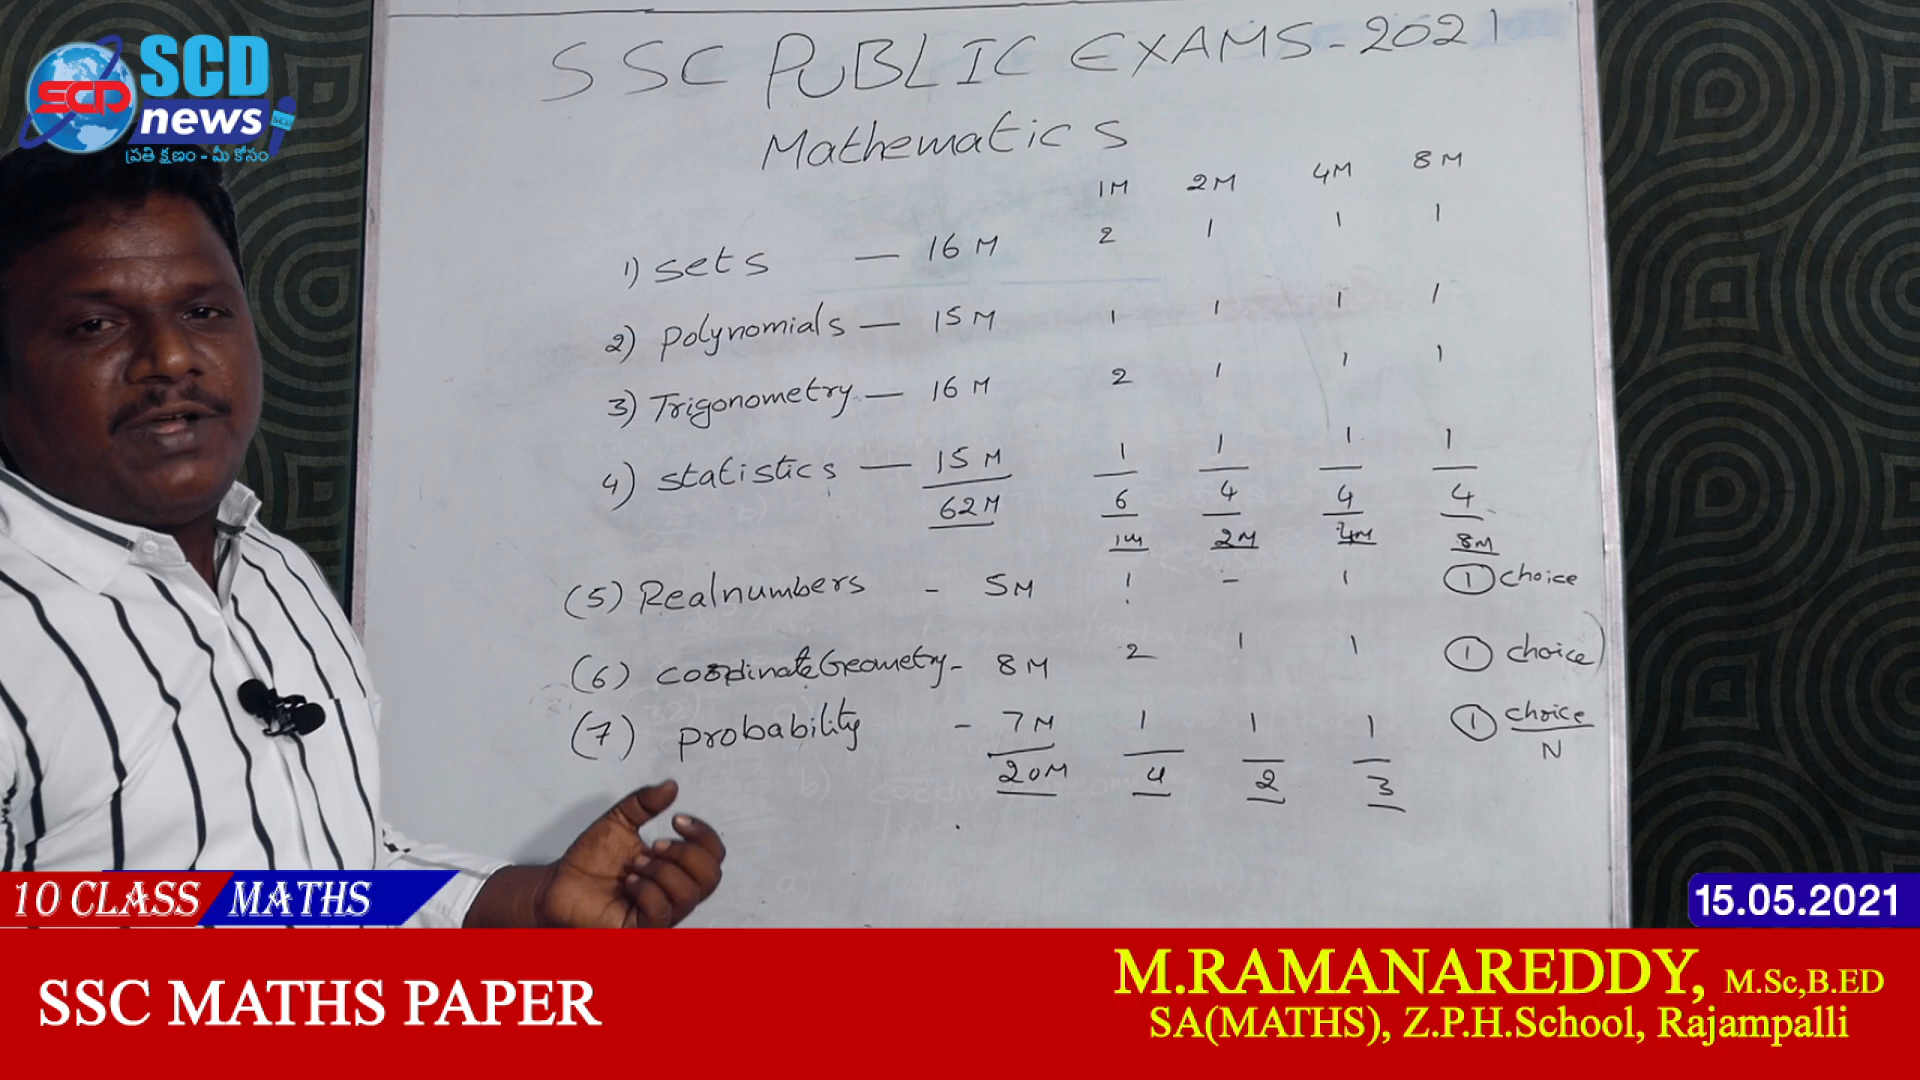 SCD
SCD
news
ప్రతి క్షణం - మీ కోసం
SSC PUBLIC EXAMS-2021
Mathematics
1M 2M 4M 8M
1) sets — 16 M 2 1 1 1
2) Polynomials — 15 M 1 1 1 1
3) Trigonometry — 16 M 2 1 1 1
4) statistics — 15 M 1 1 1 1
62M 6 4 4 4
1M 2M 4M 8M
(5) Realnumbers - 5M 1 - 1 1 choice
(6) coordinate Geometry - 8M 2 1 1 1 choice)
(7) probability - 7M 1 1 1 1 choice
N
20M 4 2 3
10 CLASS MATHS
15.05.2021
SSC MATHS PAPER
M.RAMANAREDDY, M.Sc,B.ED
SA(MATHS), Z.P.H.School, Rajampalli